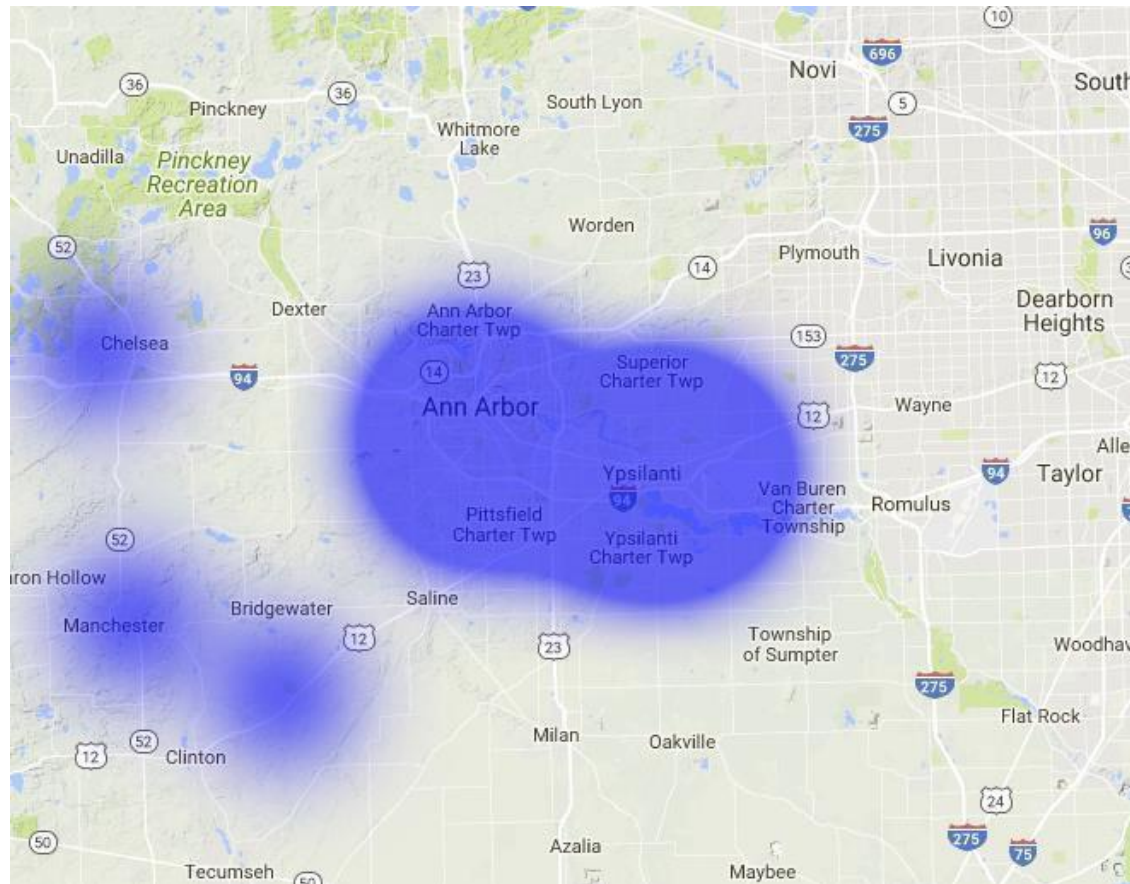 10
696
Novi
South
36
36
Pinckney
South Lyon
5
275
Whitmore
Lake
Unadilla
Pinckney
Recreation
Area
Worden
96
52
Plymouth
Livonia
14
23
Dexter
Ann Arbor
Charter Twp
Dearborn
Heights
Chelsea
153
275
94
14
Superior
Charter Twp
12
Ann Arbor
12
Wayne
Alle
Ypsilanti
94
94
Taylor
Van Buren
Charter
Township
Romulus
Pittsfield
Charter Twp
52
Ypsilanti
Charter Twp
ron Hollow
Saline
Bridgewater
Manchester
12
23
Township
of Sumpter
Woodhav
275
Flat Rock
Milan
Oakville
52
12
Clinton
24
50
Azalia
275
75
Tecumseh
50
Maybee